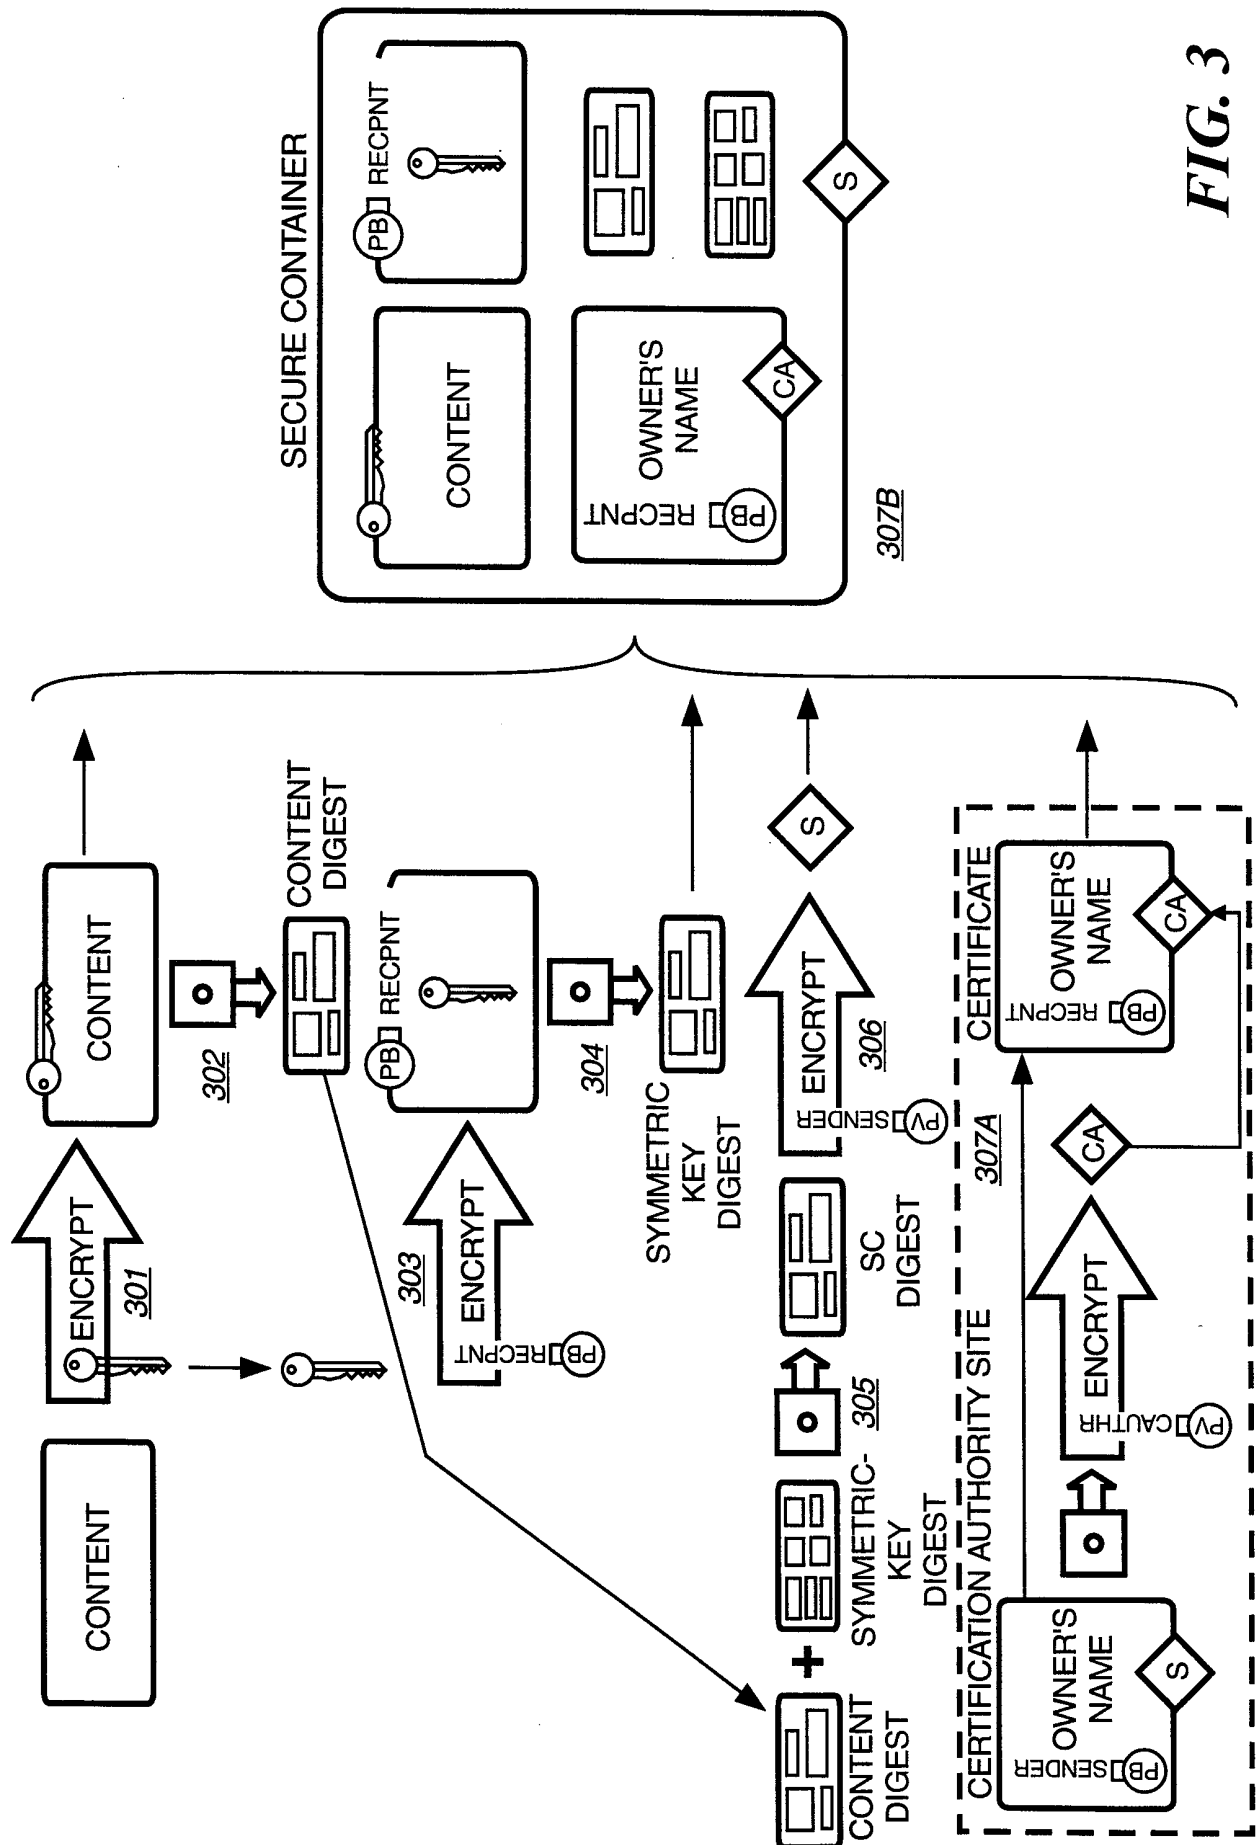 CONTENT
ENCRYPT
301
CONTENT
302
CONTENT
DIGEST
303
ENCRYPT
PB RECPNT
PB RECPNT
304
SYMMETRIC
KEY
DIGEST
CONTENT
DIGEST
+
SYMMETRIC-
KEY
DIGEST
305
SC
DIGEST
ENCRYPT
PV SENDER
306
S
CERTIFICATION AUTHORITY SITE
307A
CERTIFICATE
OWNER'S
NAME
PB SENDER
S
ENCRYPT
PV CAUTHR
CA
OWNER'S
NAME
PB RECPNT
CA
SECURE CONTAINER
CONTENT
PB RECPNT
OWNER'S
NAME
PB RECPNT
CA
S
307B
FIG. 3